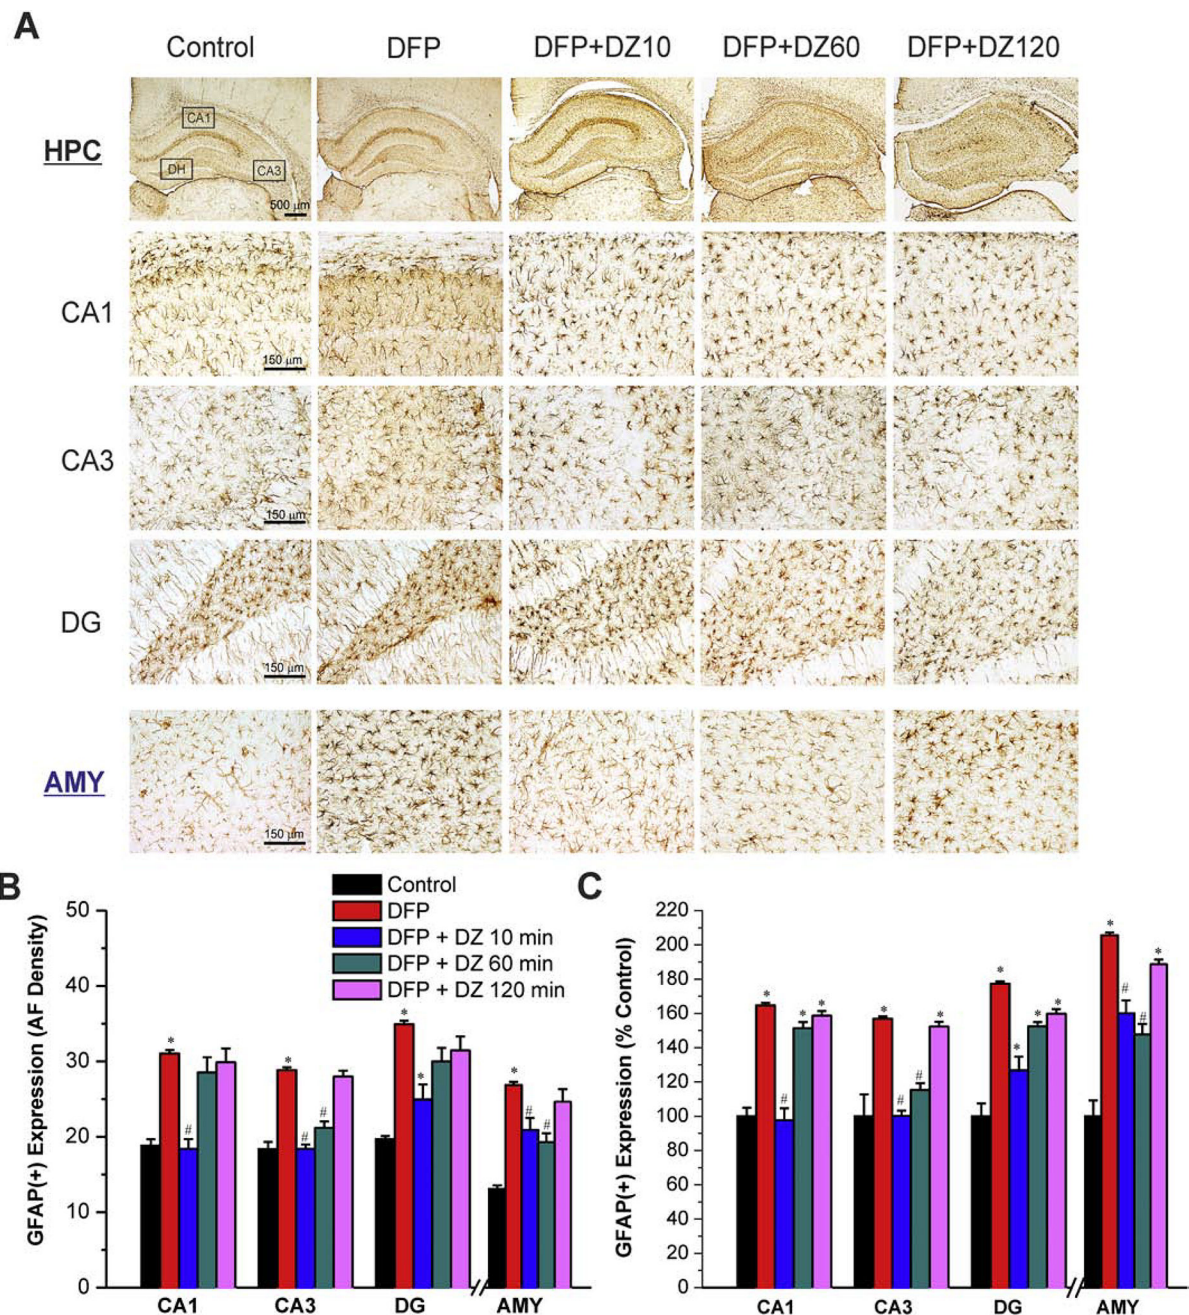 A
Control DFP DFP+DZ10 DFP+DZ60 DFP+DZ120
HPC
CA1
DH
CA3
500 μm
CA1
150 μm
CA3
150 μm
DG
150 μm
AMY
150 μm
B
Control
DFP
DFP + DZ 10 min
DFP + DZ 60 min
DFP + DZ 120 min
GFAP(+) Expression (AF Density)
50
40
30
20
10
0
* # * # # * * * # #
CA1 CA3 DG AMY
C
GFAP(+) Expression (% Control)
220
200
180
160
140
120
100
80
60
40
20
0
* # * * * # # * * * * * * # # *
CA1 CA3 DG AMY